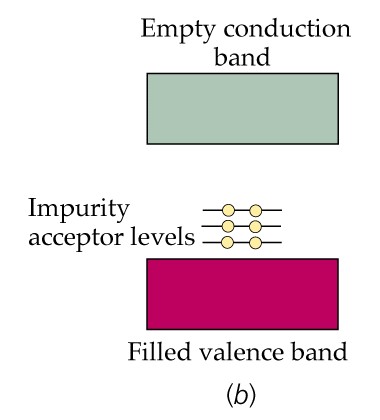 Empty conduction
band
Impurity
acceptor levels
Filled valence band
(b)